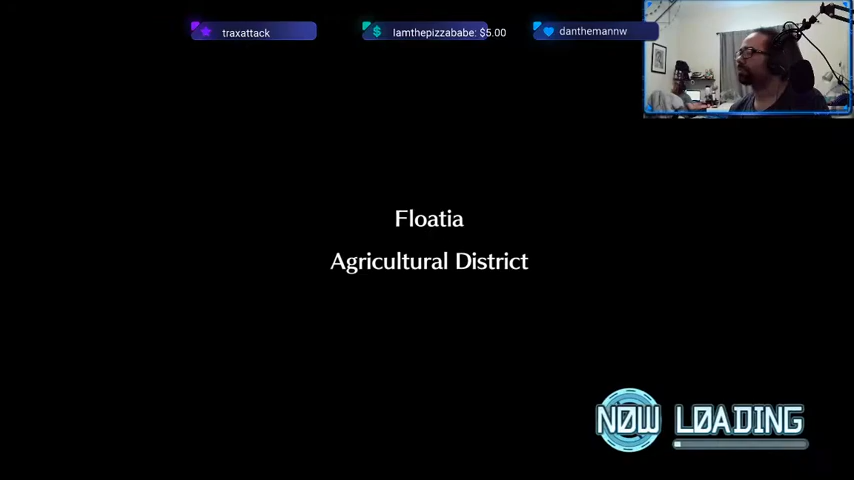 traxattack
Iamthepizzababe: $5.00
danthemannw
Floatia
Agricultural District
NOW LOADING